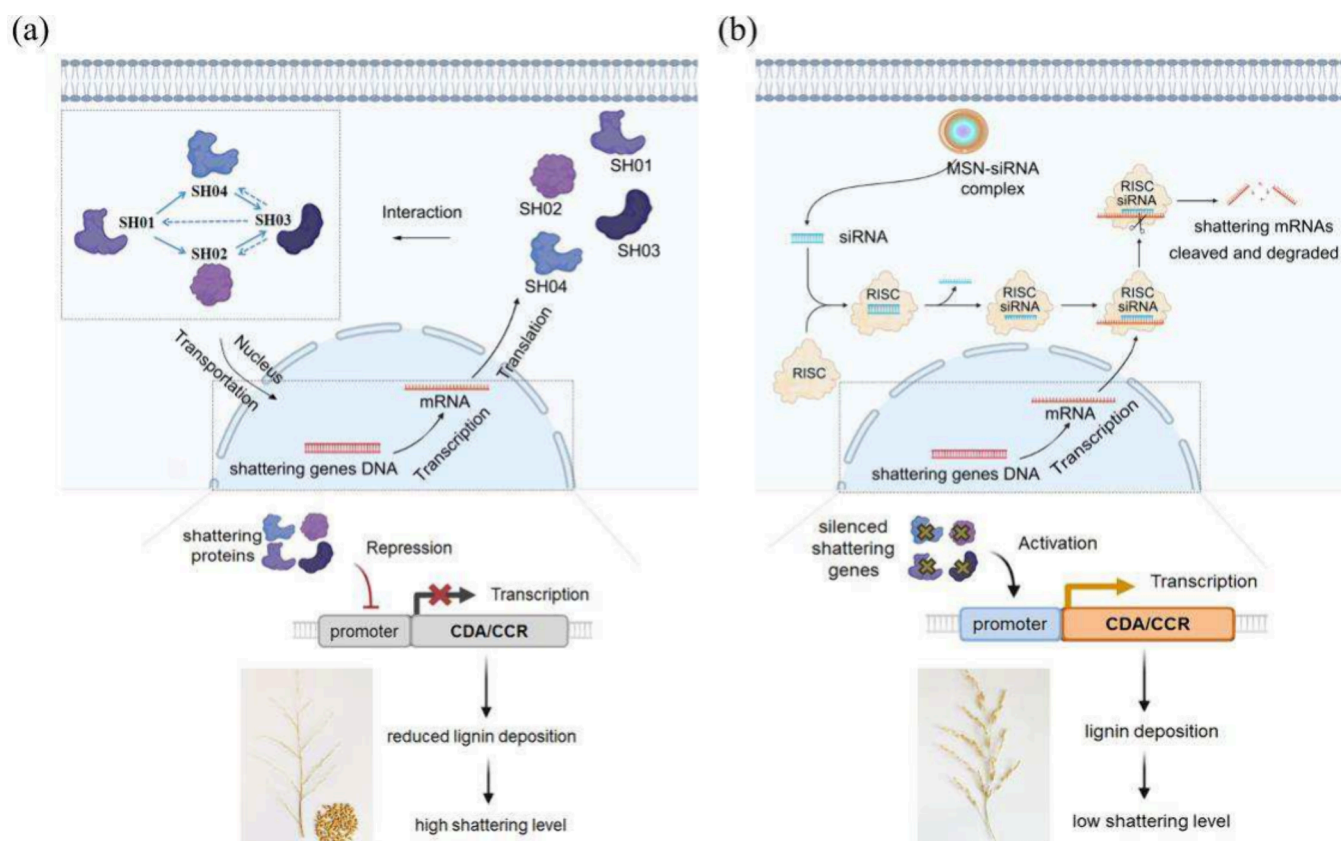 (a)
SH04
SH01
SH03
SH02
Interaction
SH01
SH02
SH03
SH04
Nucleus
Transportation
Translation
mRNA
Transcription
shattering genes DNA
shattering
proteins
Repression
Transcription
promoter
CDA/CCR
reduced lignin deposition
high shattering level
(b)
MSN-siRNA
complex
siRNA
RISC
RISC
RISC
siRNA
RISC
siRNA
RISC
siRNA
shattering mRNAs
cleaved and degraded
mRNA
Transcription
shattering genes DNA
silenced
shattering
genes
Activation
Transcription
promoter
CDA/CCR
lignin deposition
low shattering level